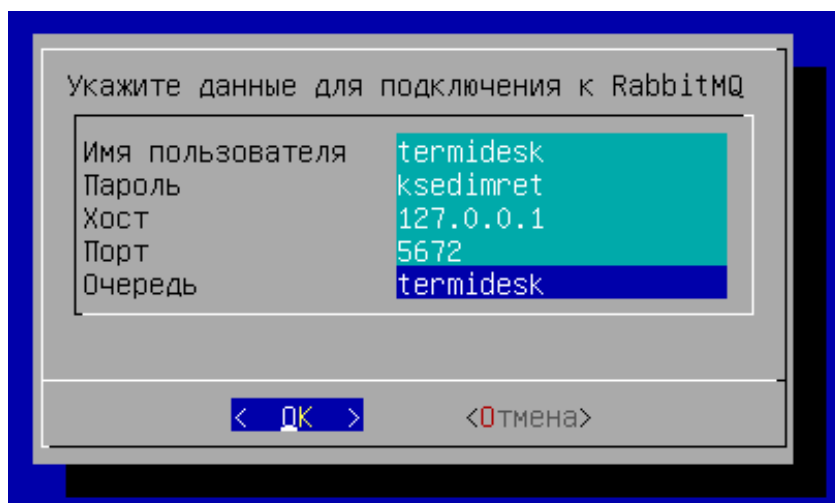 Укажите данные для подключения к RabbitMQ
Имя пользователя termidesk
Пароль ksedimret
Хост 127.0.0.1
Порт 5672
Очередь termidesk
< OK > <Отмена>